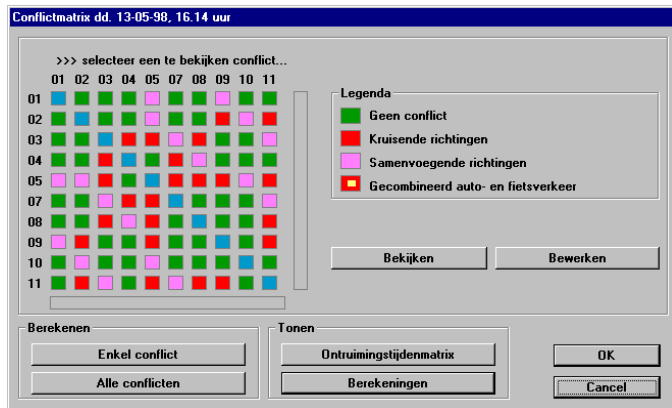 Conflictmatrix dd. 13-05-98, 16.14 uur
>>> selecteer een te bekijken conflict...
01 02 03 04 05 07 08 09 10 11
01
02
03
04
05
07
08
09
10
11
Legenda
Geen conflict
Kruisende richtingen
Samenvoegende richtingen
Gecombineerd auto- en fietsverkeer
Bekijken
Bewerken
Berekenen
Enkel conflict
Alle conflicten
Tonen
Ontruimingstijdenmatrix
Berekeningen
OK
Cancel